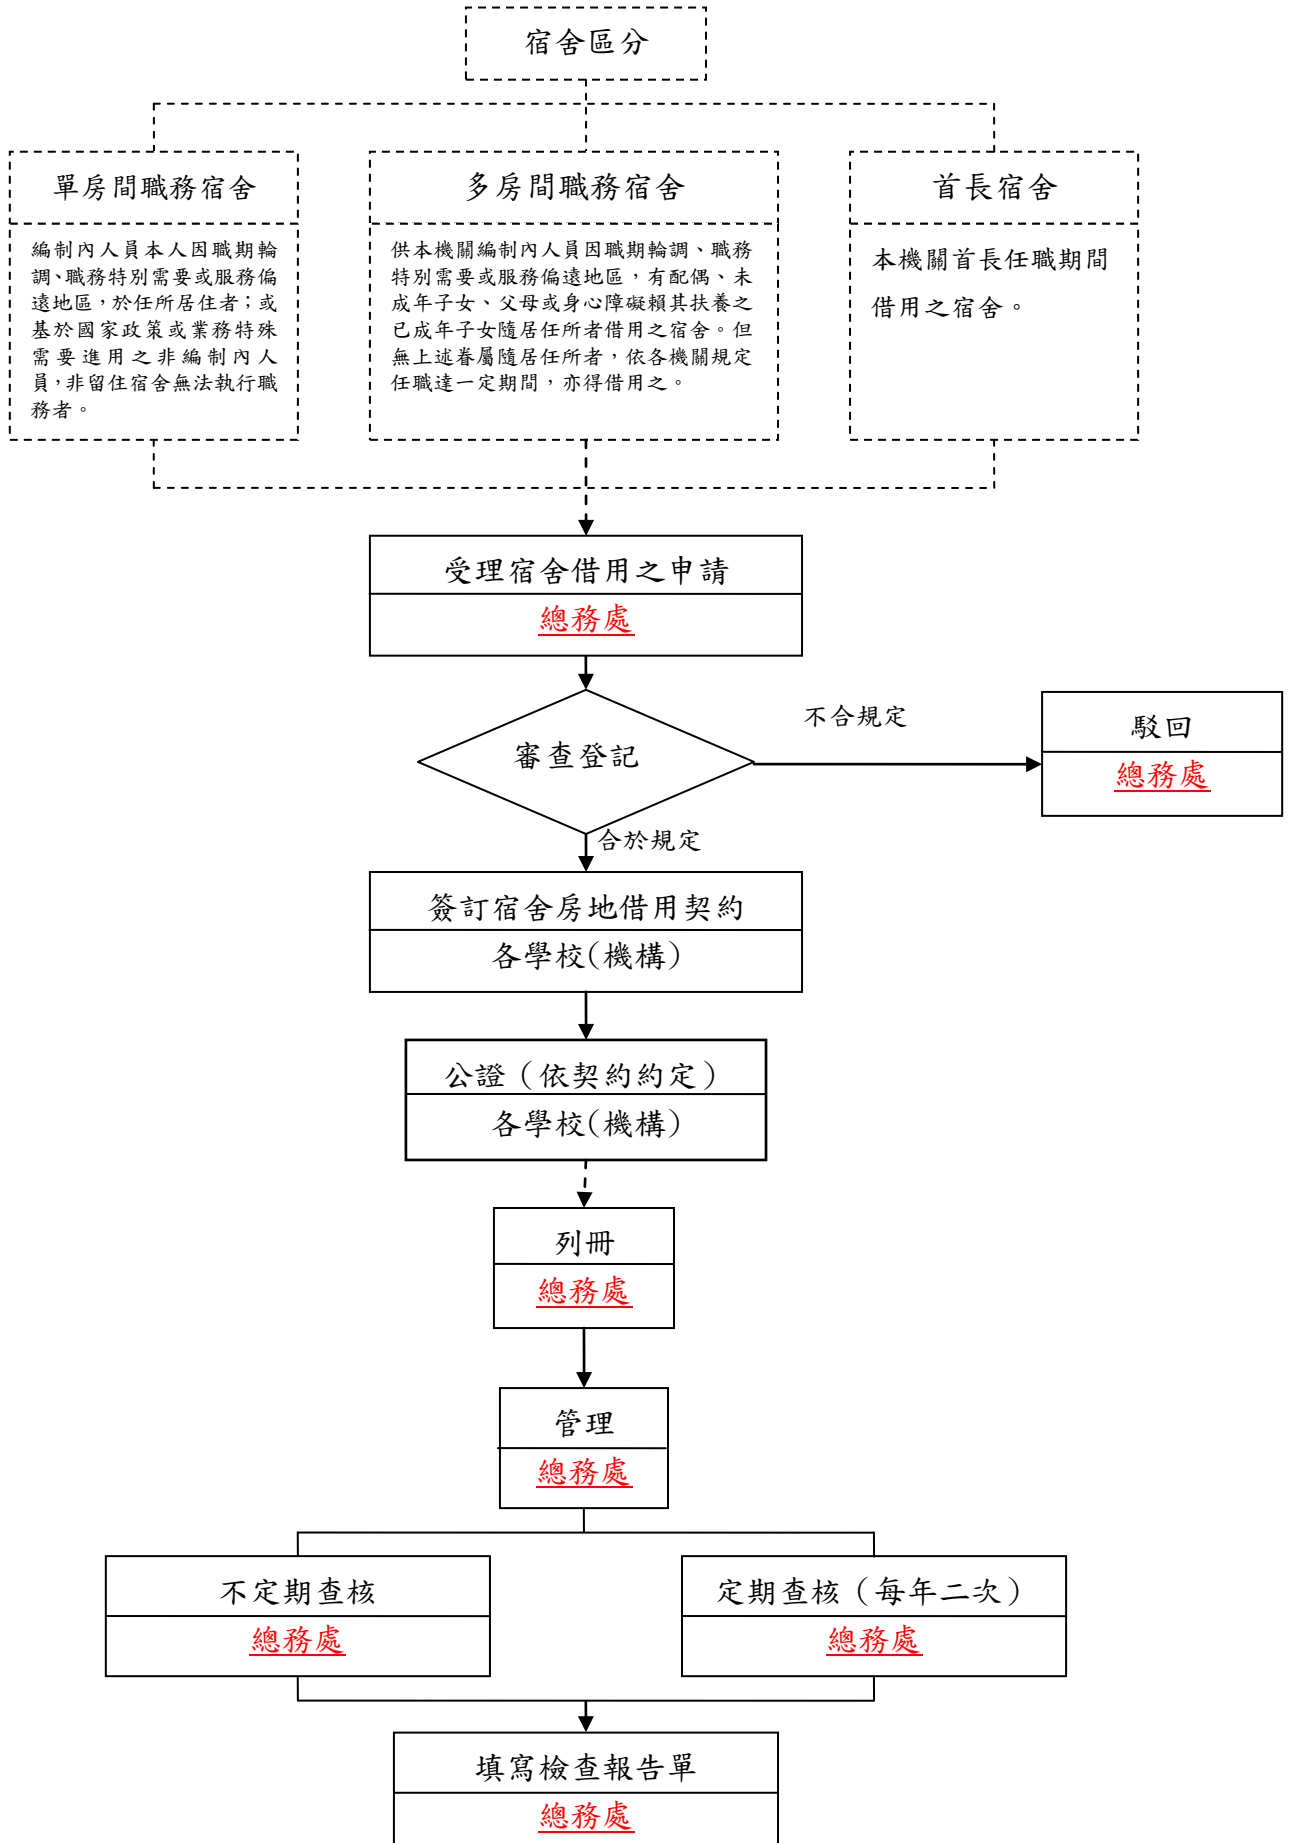 宿舍區分
單房間職務宿舍
編制內人員本人因職期輪
調、職務特別需要或服務偏
遠地區，於任所居住者；或
基於國家政策或業務特殊
需要進用之非編制內人
員，非留住宿舍無法執行職
務者。
多房間職務宿舍
供本機關編制內人員因職期輪調、職務
特別需要或服務偏遠地區，有配偶、未
成年子女、父母或身心障礙賴其扶養之
已成年子女隨居任所者借用之宿舍。但
無上述眷屬隨居任所者，依各機關規定
任職達一定期間，亦得借用之。
首長宿舍
本機關首長任職期間
借用之宿舍。
受理宿舍借用之申請
總務處
審查登記
不合規定
駁回
總務處
合於規定
簽訂宿舍房地借用契約
各學校(機構)
公證（依契約約定）
各學校(機構)
列冊
總務處
管理
總務處
不定期查核
總務處
定期查核（每年二次）
總務處
填寫檢查報告單
總務處